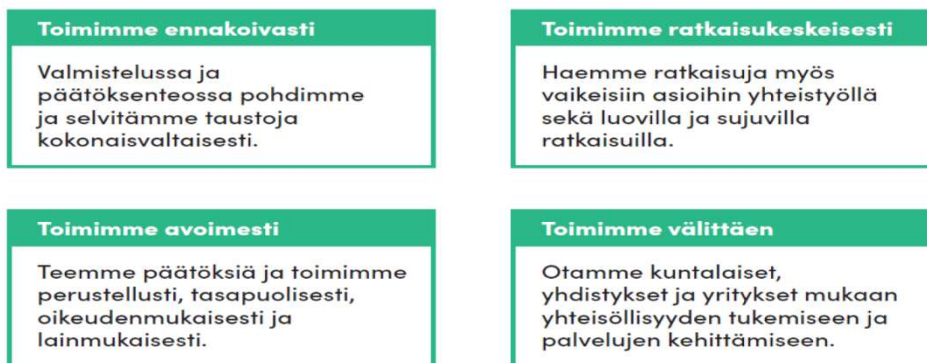 Toimimme ennakoivasti
Valmistelussa ja
päätöksenteossa pohdimme
ja selvitämme taustoja
kokonaisvaltaisesti.
Toimimme ratkaisukeskeisesti
Haemme ratkaisuja myös
vaikeisiin asioihin yhteistyöllä
sekä luovilla ja sujuvilla
ratkaisuilla.
Toimimme avoimesti
Teemme päätöksiä ja toimimme
perustellusti, tasapuolisesti,
oikeudenmukaisesti ja
lainmukaisesti.
Toimimme välittäen
Otamme kuntalaiset,
yhdistykset ja yritykset mukaan
yhteisöllisyyden tukemiseen ja
palvelujen kehittämiseen.